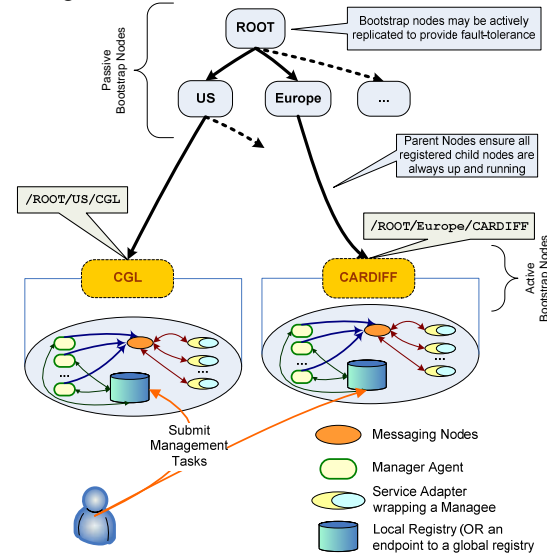 ROOT
Bootstrap nodes may be actively
replicated to provide fault-tolerance
Passive
Bootstrap Nodes
US
Europe
...
Parent Nodes ensure all
registered child nodes are
always up and running
/ROOT/US/CGL
/ROOT/Europe/CARDIFF
CGL
CARDIFF
Active
Bootstrap Nodes
...
...
...
...
Submit
Management
Tasks
Messaging Nodes
Manager Agent
Service Adapter
wrapping a Managee
Local Registry (OR an
endpoint to a global registry